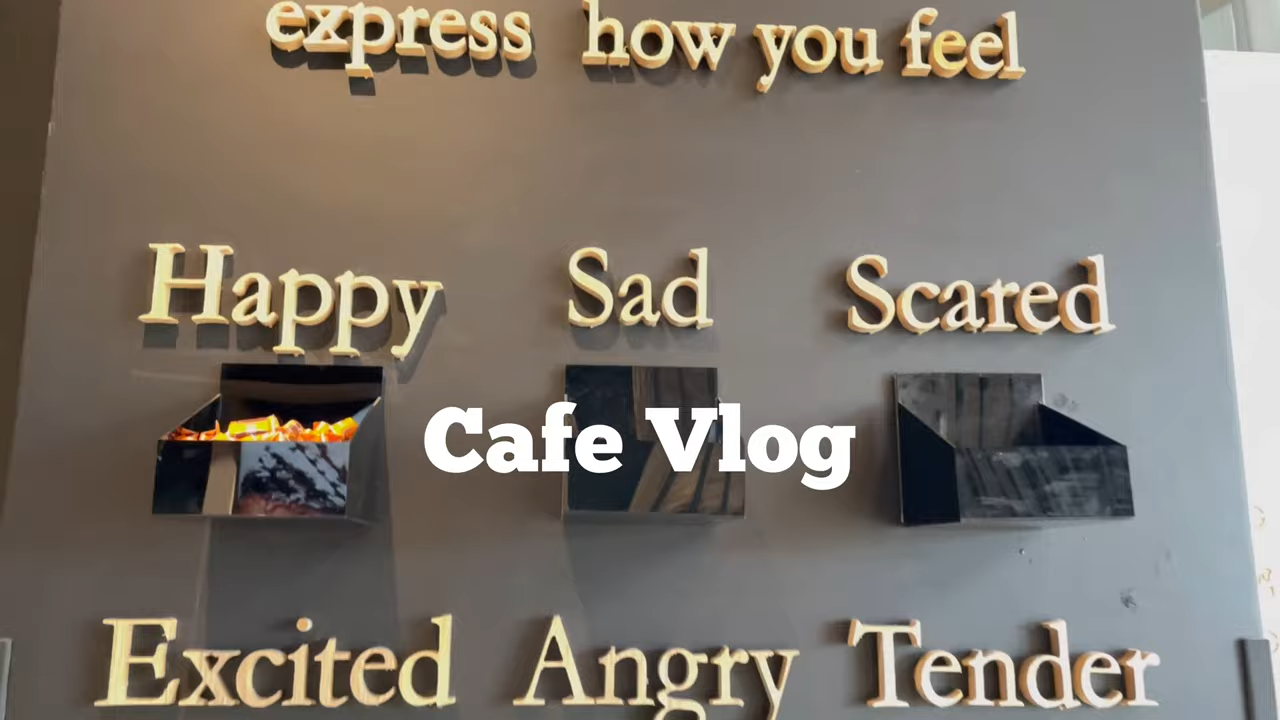 express how you feel
Happy Sad Scared
Cafe Vlog
Excited Angry Tender